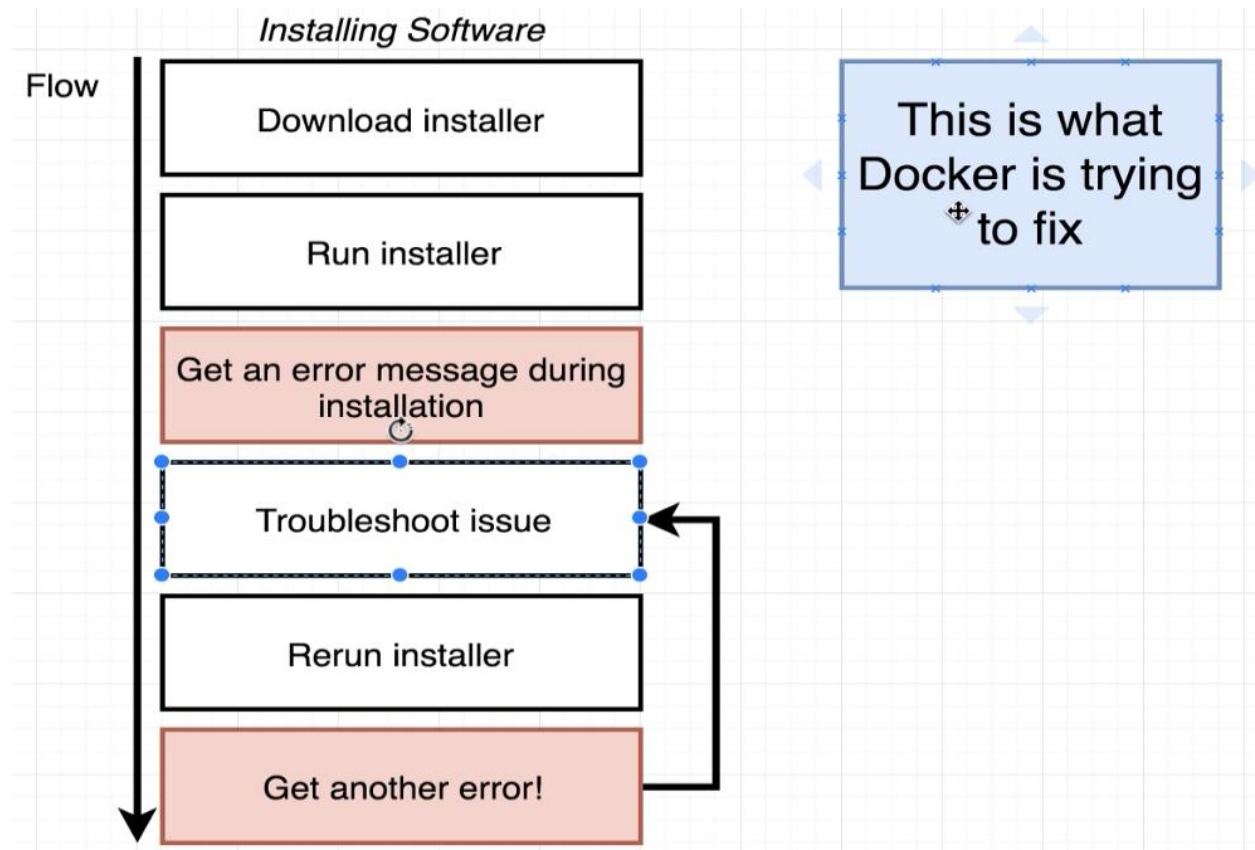 Installing Software
Flow
Download installer
Run installer
Get an error message during
installation
Troubleshoot issue
Rerun installer
Get another error!
This is what
Docker is trying
to fix